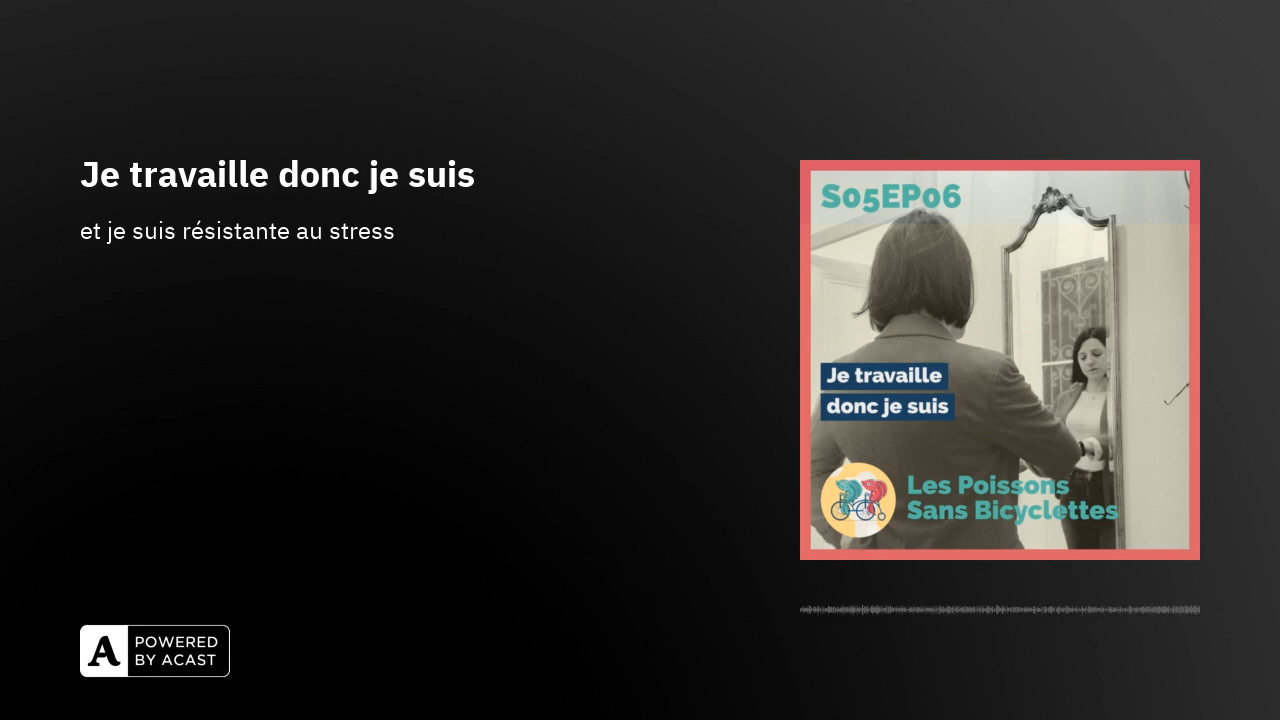 Je travaille donc je suis
et je suis résistante au stress
S05EP06
Je travaille
donc je suis
Les Poissons
Sans Bicyclettes
A POWERED
BY ACAST